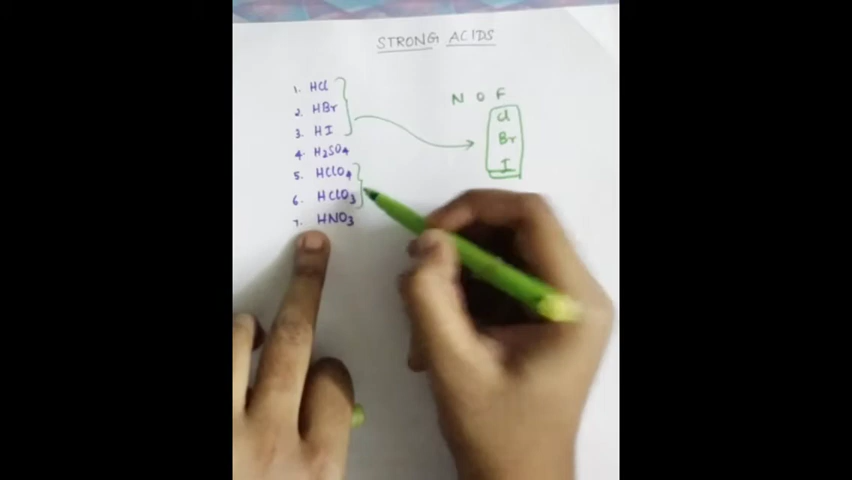 STRONG ACIDS
1. HCl
2. HBr
3. HI
4. H2SO4
5. HClO4
6. HClO3
7. HNO3
N O F
Cl
Br
I